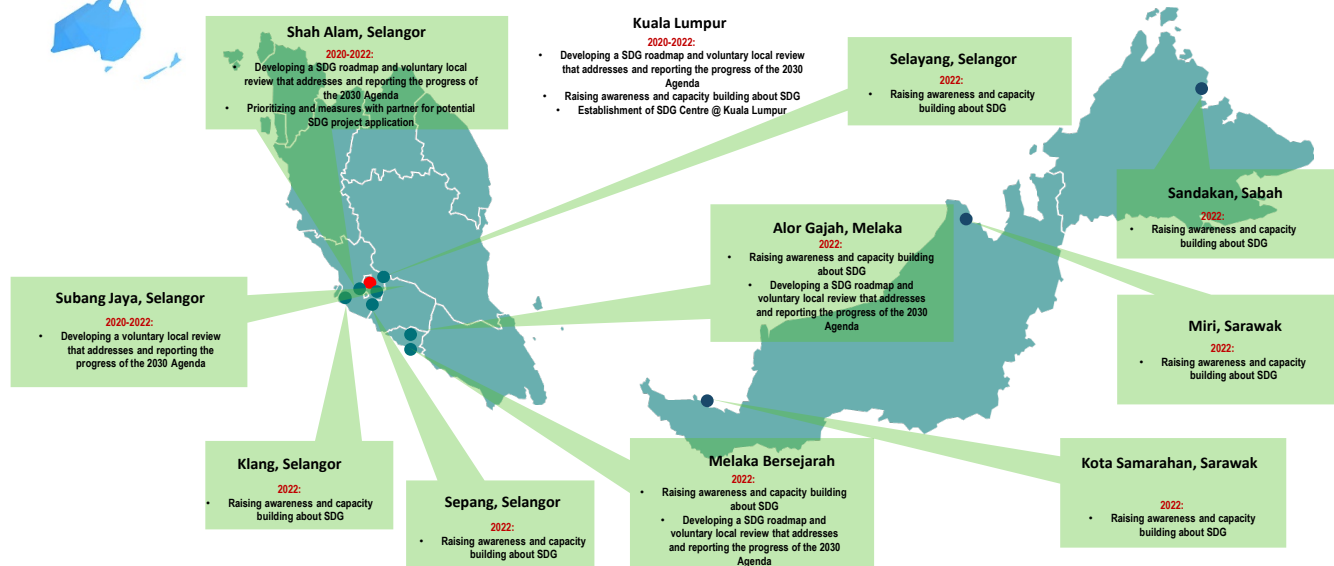 Shah Alam, Selangor
2020-2022:
• Developing a SDG roadmap and voluntary local
review that addresses and reporting the progress of
the 2030 Agenda
• Prioritizing and measures with partner for potential
SDG project application
Kuala Lumpur
2020-2022:
• Developing a SDG roadmap and voluntary local review
that addresses and reporting the progress of the 2030
Agenda
• Raising awareness and capacity building about SDG
• Establishment of SDG Centre @ Kuala Lumpur
Selayang, Selangor
2022:
• Raising awareness and capacity
building about SDG
Sandakan, Sabah
2022:
• Raising awareness and capacity
building about SDG
Alor Gajah, Melaka
2022:
• Raising awareness and capacity building
about SDG
• Developing a SDG roadmap and
voluntary local review that addresses
and reporting the progress of the 2030
Agenda
Subang Jaya, Selangor
2020-2022:
• Developing a voluntary local review
that addresses and reporting the
progress of the 2030 Agenda
Miri, Sarawak
2022:
• Raising awareness and capacity
building about SDG
Klang, Selangor
2022:
• Raising awareness and capacity
building about SDG
Sepang, Selangor
2022:
• Raising awareness and capacity
building about SDG
Melaka Bersejarah
2022:
• Raising awareness and capacity building
about SDG
• Developing a SDG roadmap and
voluntary local review that addresses
and reporting the progress of the 2030
Agenda
Kota Samarahan, Sarawak
2022:
• Raising awareness and capacity
building about SDG